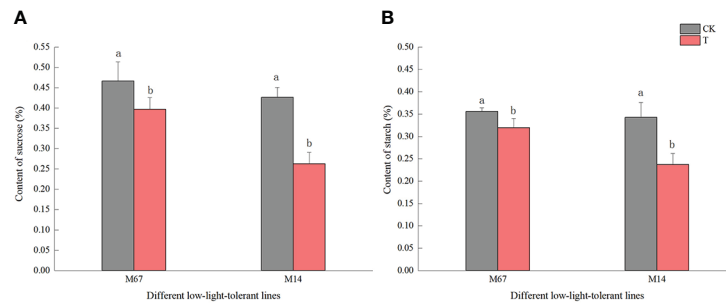 A
Content of sucrose (%)
0.55
0.50
0.45
0.40
0.35
0.30
0.25
0.20
0.15
0.10
0.05
0.00
a
b
a
b
M67
M14
Different low-light-tolerant lines
B
CK
T
Content of starch (%)
0.50
0.45
0.40
0.35
0.30
0.25
0.20
0.15
0.10
0.05
0.00
a
b
a
b
M67
M14
Different low-light-tolerant lines